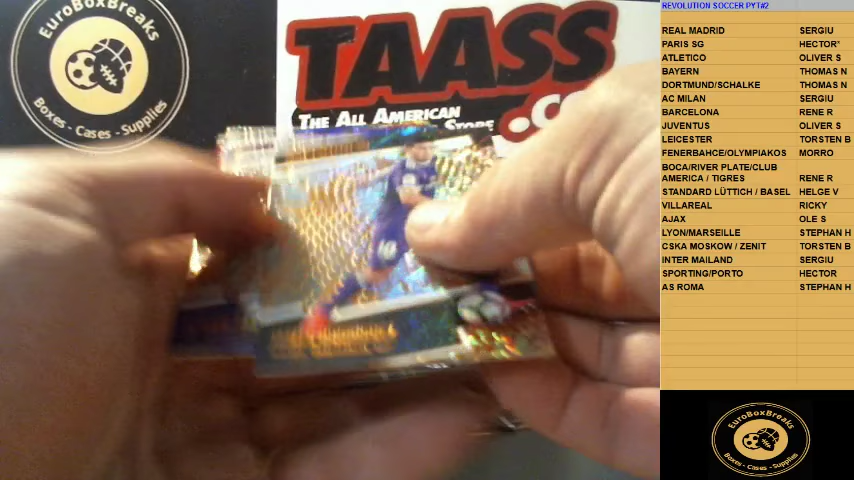 EuroBoxBreaks
Boxes - Cases - Supplies
TAASS
THE ALL AMERICAN
.co
REVOLUTION SOCCER PYT#2
REAL MADRID SERGIU
PARIS SG HECTOR*
ATLETICO OLIVER S
BAYERN THOMAS N
DORTMUND/SCHALKE THOMAS N
AC MILAN SERGIU
BARCELONA RENE R
JUVENTUS OLIVER S
LEICESTER TORSTEN B
FENERBAHCE/OLYMPIAKOS MORRO
BOCA/RIVER PLATE/CLUB
AMERICA / TIGRES RENE R
STANDARD LÜTTICH / BASEL HELGE V
VILLAREAL RICKY
AJAX OLE S
LYON/MARSEILLE STEPHAN H
CSKA MOSKOW / ZENIT TORSTEN B
INTER MAILAND SERGIU
SPORTING/PORTO HECTOR
AS ROMA STEPHAN H
EuroBoxBreaks
Boxes-Cases-Supplies